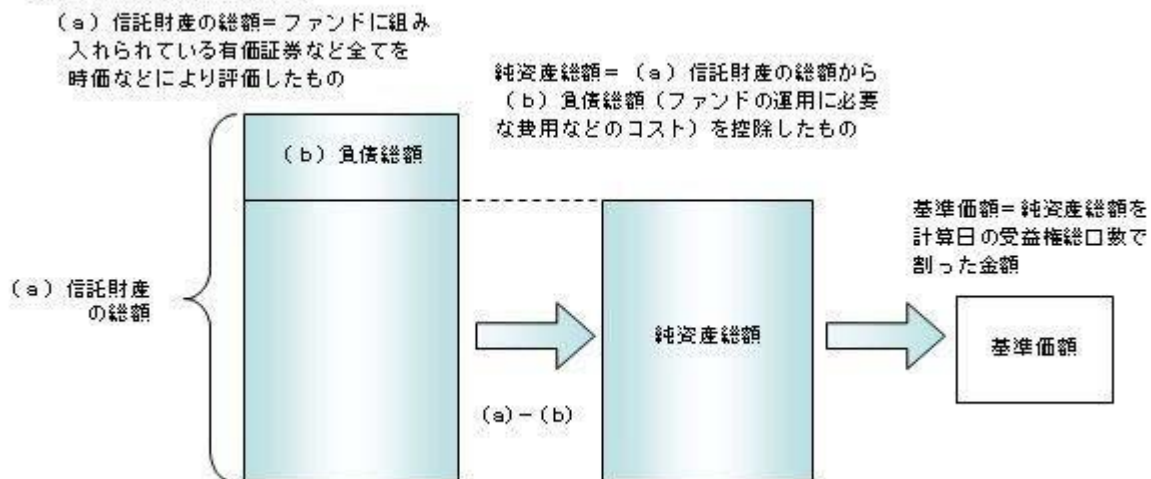 （a）信託財産の総額＝ファンドに組み
入れられている有価証券など全てを
時価などにより評価したもの
純資産総額＝（a）信託財産の総額から
（b）負債総額（ファンドの運用に必要
な費用などのコスト）を控除したもの
（b）負債総額
基準価額＝純資産総額を
計算日の受益権総口数で
割った金額
（a）信託財産
の総額
純資産総額
基準価額
（a）－（b）